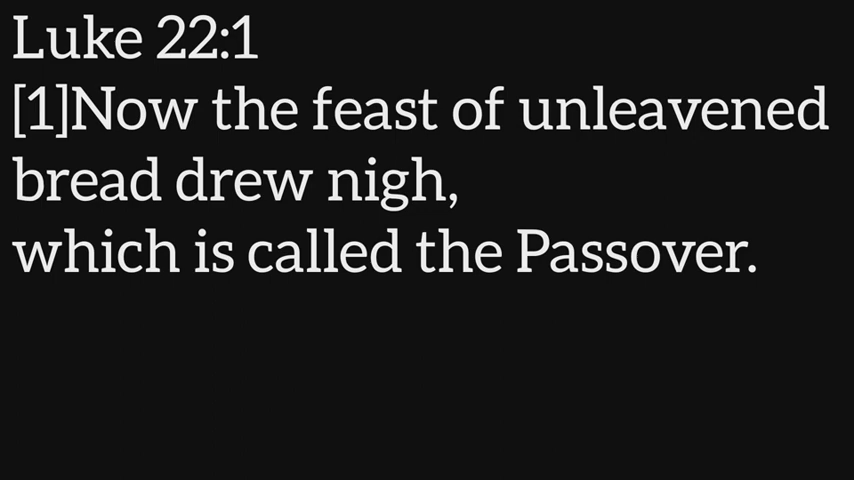 Luke 22:1
[1]Now the feast of unleavened
bread drew nigh,
which is called the Passover.